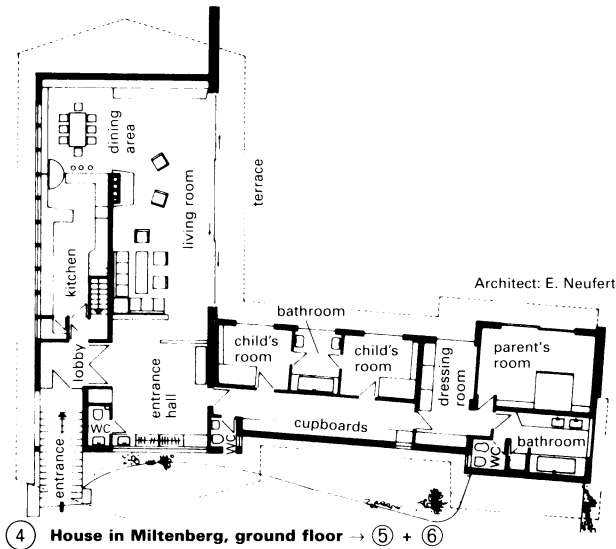 dining
area
living room
terrace
kitchen
Architect: E. Neufert
bathroom
child's
room
child's
room
parent's
room
dressing
room
lobby
entrance
hall
WC
WC
cupboards
bathroom
WC
entrance
4 House in Miltenberg, ground floor → 5 + 6